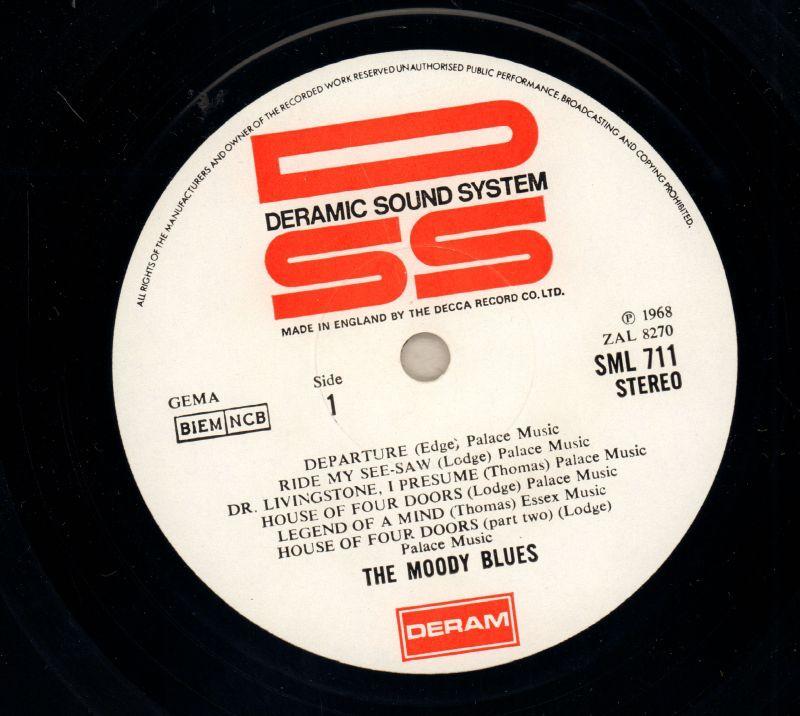 ALL RIGHTS OF THE MANUFACTURERS AND OWNER OF THE RECORDED WORK RESERVED UNAUTHORISED PUBLIC PERFORMANCE, BROADCASTING AND COPYING PROHIBITED.
D
DERAMIC SOUND SYSTEM
SS
MADE IN ENGLAND BY THE DECCA RECORD CO. LTD.
℗ 1968
ZAL 8270
SML 711
STEREO
GEMA
BIEM NCB
Side
1
DEPARTURE (Edge) Palace Music
RIDE MY SEE-SAW (Lodge) Palace Music
DR. LIVINGSTONE, I PRESUME (Thomas) Palace Music
HOUSE OF FOUR DOORS (Lodge) Palace Music
LEGEND OF A MIND (Thomas) Essex Music
HOUSE OF FOUR DOORS (part two) (Lodge)
Palace Music
THE MOODY BLUES
DERAM